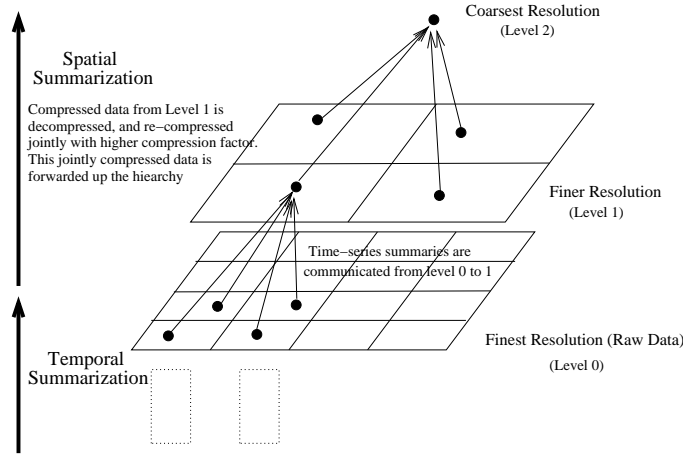 Coarsest Resolution
(Level 2)
Spatial
Summarization
Compressed data from Level 1 is
decompressed, and re-compressed
jointly with higher compression factor.
This jointly compressed data is
forwarded up the hiearchy
Finer Resolution
(Level 1)
Time-series summaries are
communicated from level 0 to 1
Finest Resolution (Raw Data)
(Level 0)
Temporal
Summarization